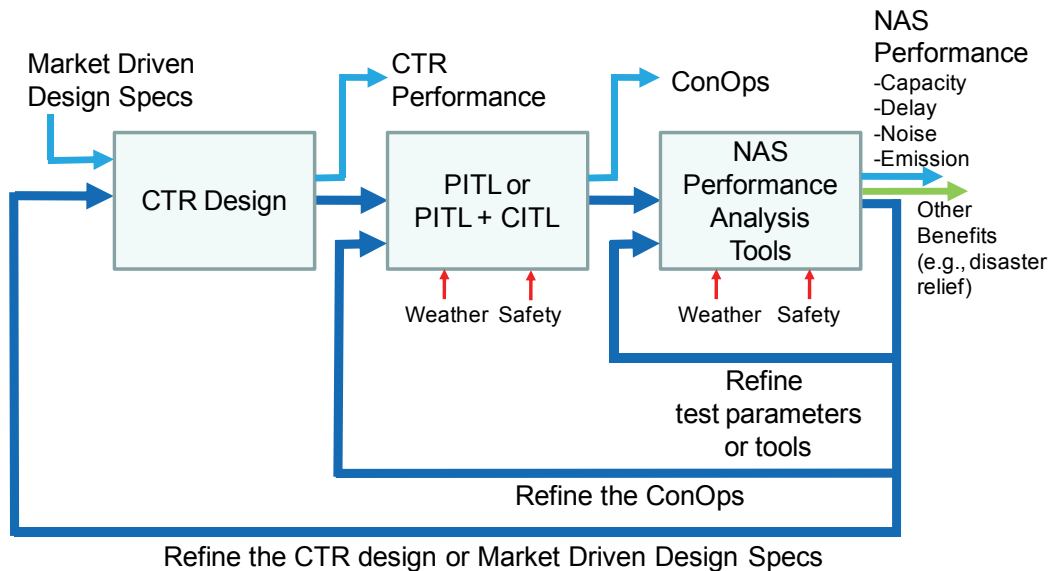 Market Driven
Design Specs
CTR
Performance
ConOps
NAS
Performance
-Capacity
-Delay
-Noise
-Emission
CTR Design
PITL or
PITL + CITL
NAS
Performance
Analysis
Tools
Other
Benefits
(e.g., disaster
relief)
Weather
Safety
Weather
Safety
Refine
test parameters
or tools
Refine the ConOps
Refine the CTR design or Market Driven Design Specs